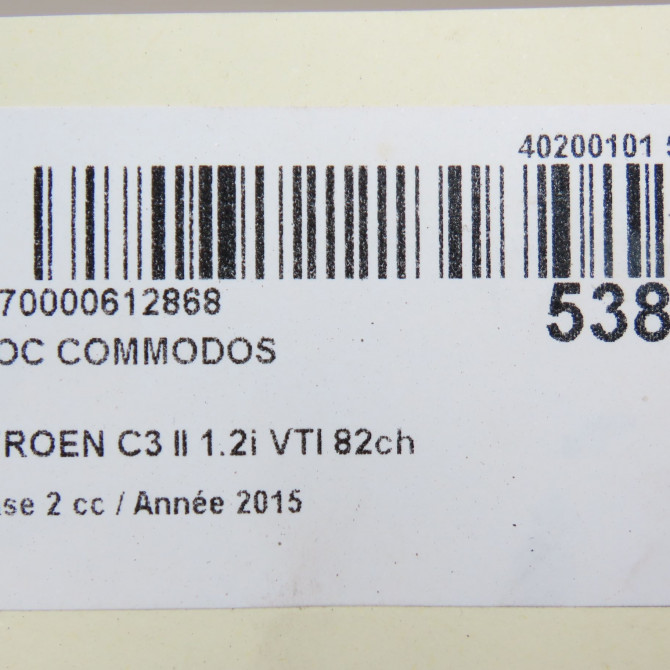 40200101 5
70000612868
538
OC COMMODOS
ROEN C3 II 1.2i VTI 82ch
se 2 cc / Année 2015